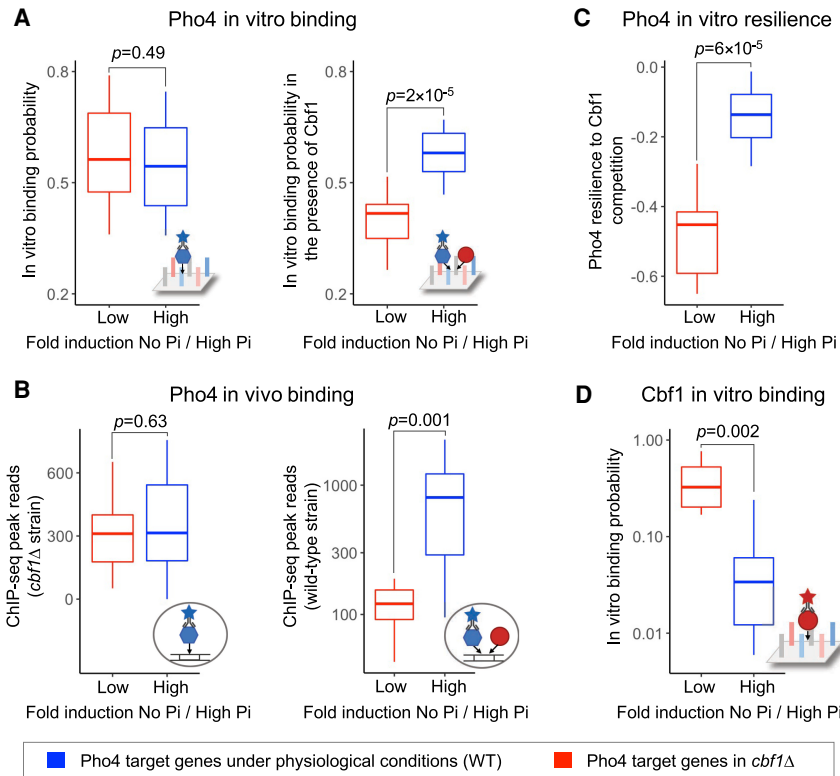 A
Pho4 in vitro binding
In vitro binding probability
0.8
0.5
0.2
p=0.49
Low
High
Fold induction No Pi / High Pi
In vitro binding probability in
the presence of Cbf1
0.8
0.5
0.2
p=2×10-5
Low
High
Fold induction No Pi / High Pi
C
Pho4 in vitro resilience
Pho4 resilience to Cbf1
competition
0.0
-0.2
-0.4
-0.6
p=6×10-5
Low
High
Fold induction No Pi / High Pi
B
Pho4 in vivo binding
ChIP-seq peak reads
(cbf1Δ strain)
600
300
0
p=0.63
Low
High
Fold induction No Pi / High Pi
ChIP-seq peak reads
(wild-type strain)
1000
300
100
p=0.001
Low
High
Fold induction No Pi / High Pi
D
Cbf1 in vitro binding
In vitro binding probability
1.00
0.10
0.01
p=0.002
Low
High
Fold induction No Pi / High Pi
Pho4 target genes under physiological conditions (WT)
Pho4 target genes in cbf1Δ